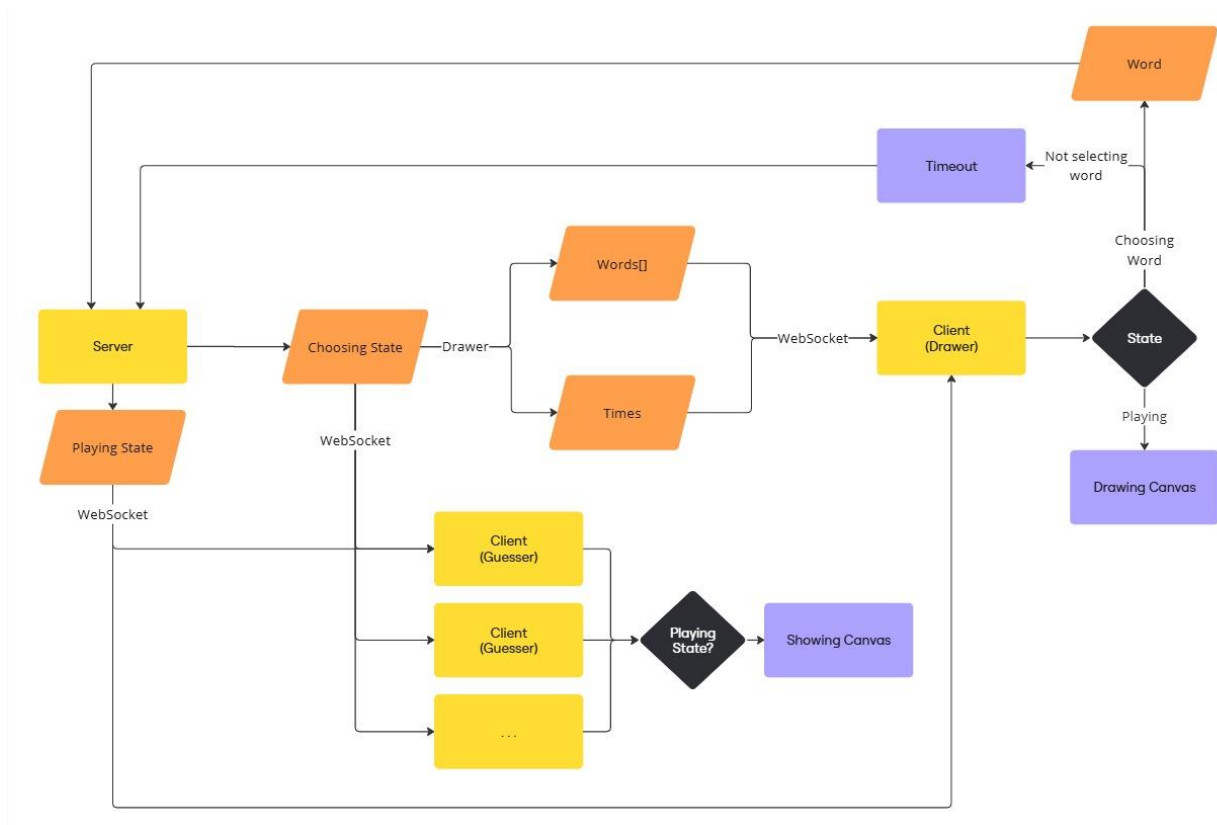 Word
Timeout
Not selecting
word
Choosing
Word
Words[]
Server
Choosing State
Drawer
WebSocket
Client
(Drawer)
State
Times
Playing
Playing State
WebSocket
WebSocket
Drawing Canvas
Client
(Guesser)
Client
(Guesser)
Playing
State?
Showing Canvas
...